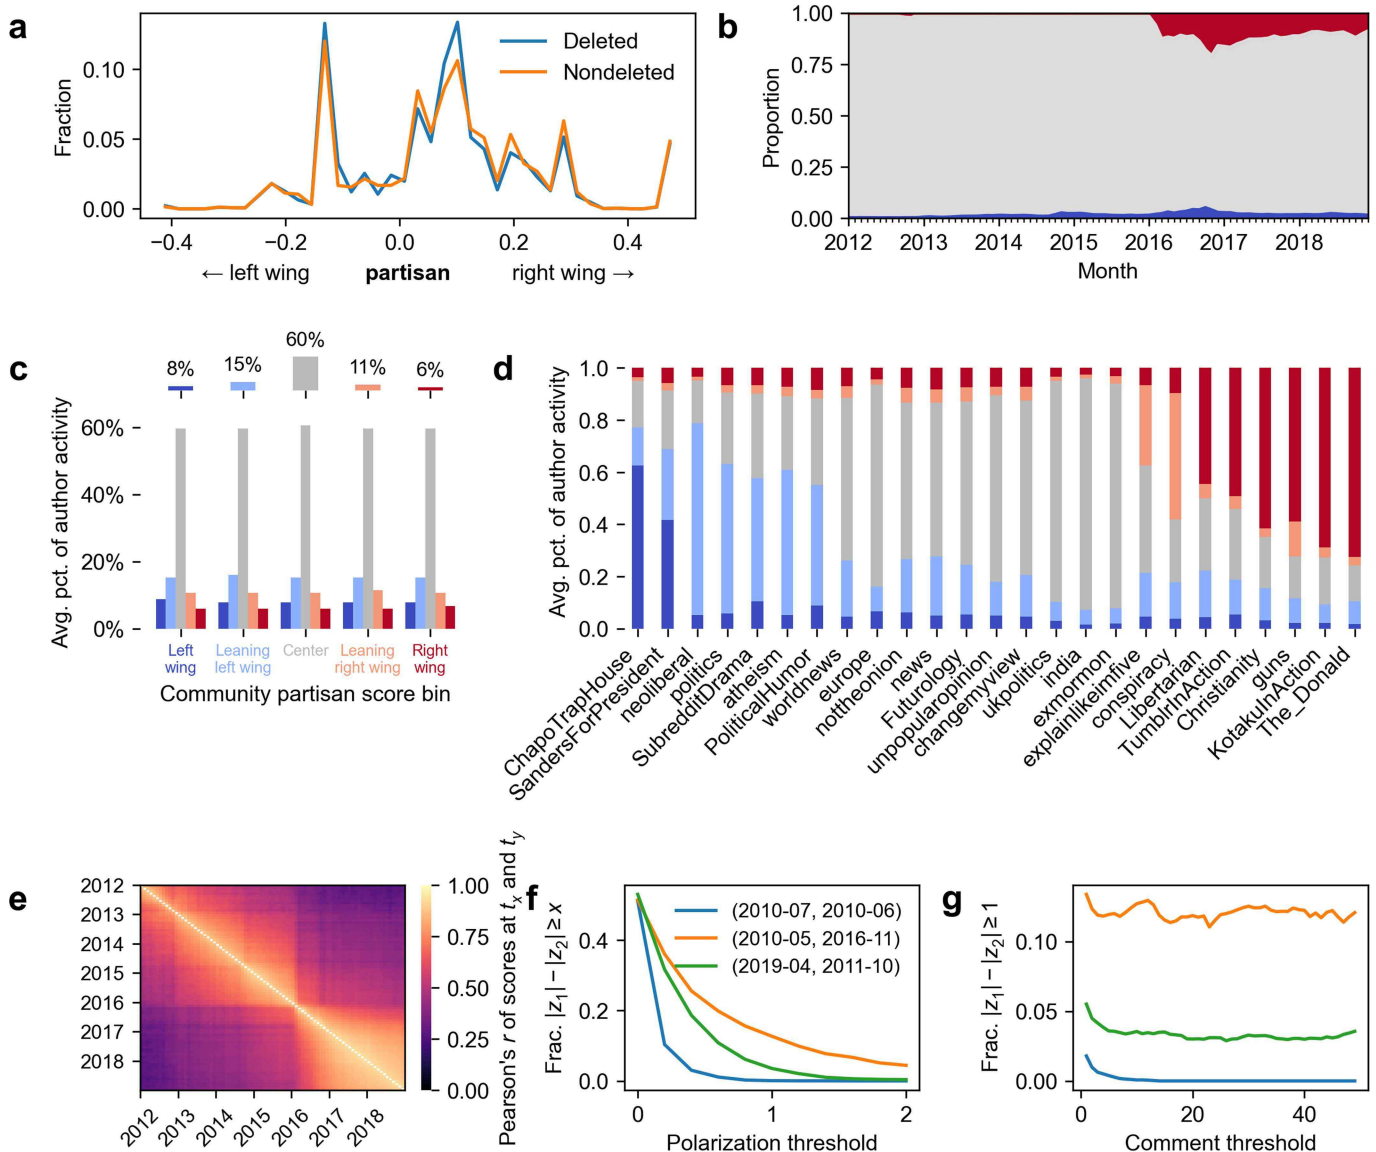 a
Fraction
0.10
0.05
0.00
Deleted
Nondeleted
−0.4
−0.2
0.0
0.2
0.4
← left wing
partisan
right wing →
b
Proportion
1.00
0.75
0.50
0.25
0.00
2012
2013
2014
2015
2016
2017
2018
Month
c
8%
15%
60%
11%
6%
Avg. pct. of author activity
60%
40%
20%
0%
Left
wing
Leaning
left wing
Center
Leaning
right wing
Right
wing
Community partisan score bin
d
Avg. pct. of author activity
1.0
0.8
0.6
0.4
0.2
0.0
ChapoTrapHouse
SandersForPresident
neoliberal
politics
SubredditDrama
atheism
PoliticalHumor
worldnews
europe
nottheonion
news
Futurology
unpopularopinion
changemyview
ukpolitics
india
exmormon
explainlikeimfive
conspiracy
Libertarian
TumblrInAction
Christianity
guns
KotakuInAction
The_Donald
e
2012
2013
2014
2015
2016
2017
2018
2012
2013
2014
2015
2016
2017
2018
1.00
0.75
0.50
0.25
0.00
Pearson's r of scores at t_x and t_y
f
Frac. |z₁| − |z₂| ≥ x
0.4
0.2
0.0
(2010-07, 2010-06)
(2010-05, 2016-11)
(2019-04, 2011-10)
0
1
2
Polarization threshold
g
Frac. |z₁| − |z₂| ≥ 1
0.10
0.05
0.00
0
20
40
Comment threshold